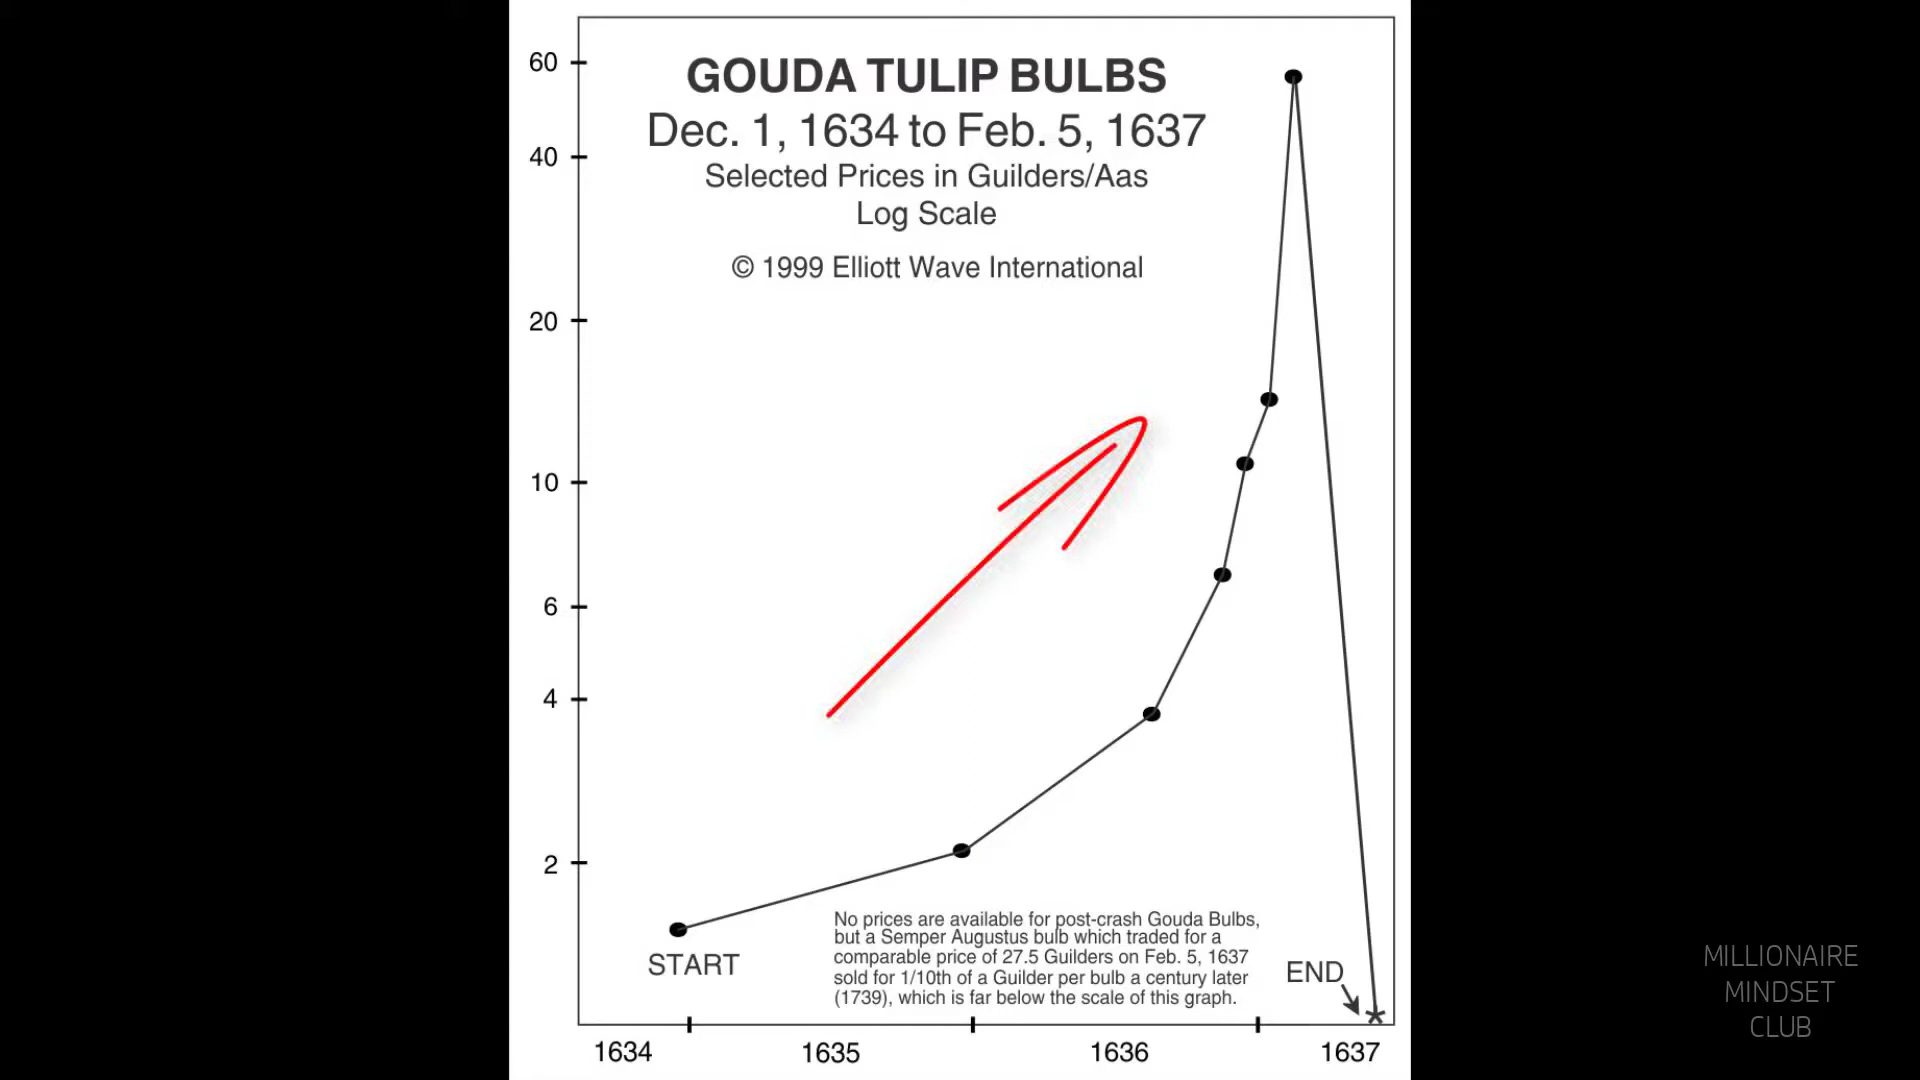 GOUDA TULIP BULBS
Dec. 1, 1634 to Feb. 5, 1637
Selected Prices in Guilders/Aas
Log Scale
© 1999 Elliott Wave International
60
40
20
10
6
4
2
START
No prices are available for post-crash Gouda Bulbs,
but a Semper Augustus bulb which traded for a
comparable price of 27.5 Guilders on Feb. 5, 1637
sold for 1/10th of a Guilder per bulb a century later
(1739), which is far below the scale of this graph.
END
1634 1635 1636 1637
MILLIONAIRE
MINDSET
CLUB